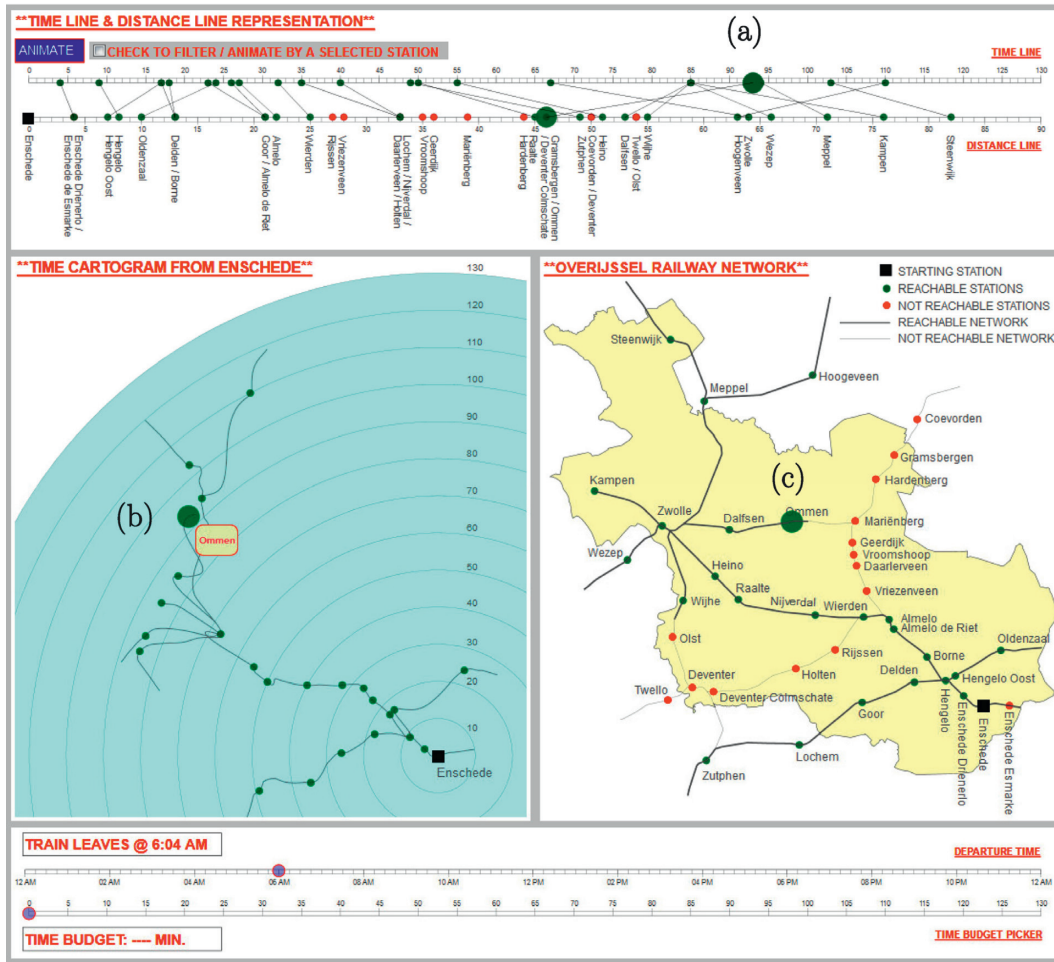 **TIME LINE & DISTANCE LINE REPRESENTATION**
(a)
ANIMATE
CHECK TO FILTER / ANIMATE BY A SELECTED STATION
TIME LINE
0 5 10 15 20 25 30 35 40 45 50 55 60 65 70 75 80 85 90 95 100 105 110 115 120 125 130
0 5 10 15 20 25 30 35 40 45 50 55 60 65 70 75 80 85 90
DISTANCE LINE
Enschede
Enschede Drienerlo /
Enschede de Esmarke
Hengelo
Hengelo Oost
Oldenzaal
Delden / Borne
Almelo
Goor / Almelo de Riet
Wierden
Rijssen
Vriezenveen
Lochem / Nijverdal /
Daarlerveen / Holten
Geerdijk
Vroomshoop
Mariënberg
Hardenberg
Raalte
Gramsbergen / Ommen
/ Deventer Colmschate
Zutphen
Heino
Coevorden / Deventer
Dalfsen
Twello / Olst
Wijhe
Zwolle
Hoogenveen
Wezep
Meppel
Kampen
Steenwijk
**TIME CARTOGRAM FROM ENSCHEDE**
130
120
110
100
90
80
70
60
50
40
30
20
10
(b)
Ommen
Enschede
**OVERIJSSEL RAILWAY NETWORK**
STARTING STATION
REACHABLE STATIONS
NOT REACHABLE STATIONS
REACHABLE NETWORK
NOT REACHABLE NETWORK
Steenwijk
Hoogeveen
Meppel
Coevorden
Gramsbergen
(c)
Hardenberg
Kampen
Zwolle
Dalfsen
Ommen
Mariënberg
Geerdijk
Vroomshoop
Daarlerveen
Wezep
Heino
Raalte
Vriezenveen
Wijhe
Nijverdal
Wierden
Almelo
Almelo de Riet
Olst
Rijssen
Borne
Oldenzaal
Holten
Delden
Hengelo Oost
Deventer
Twello
Deventer Colmschate
Goor
Hengelo
Enschede Drienerlo
Enschede
Enschede Esmarke
Lochem
Zutphen
TRAIN LEAVES @ 6:04 AM
DEPARTURE TIME
12 AM 02 AM 04 AM 06 AM 08 AM 10 AM 12 PM 02 PM 04 PM 06 PM 08 PM 10 PM 12 AM
0 5 10 15 20 25 30 35 40 45 50 55 60 65 70 75 80 85 90 95 100 105 110 115 120 125 130
TIME BUDGET: ---- MIN.
TIME BUDGET PICKER